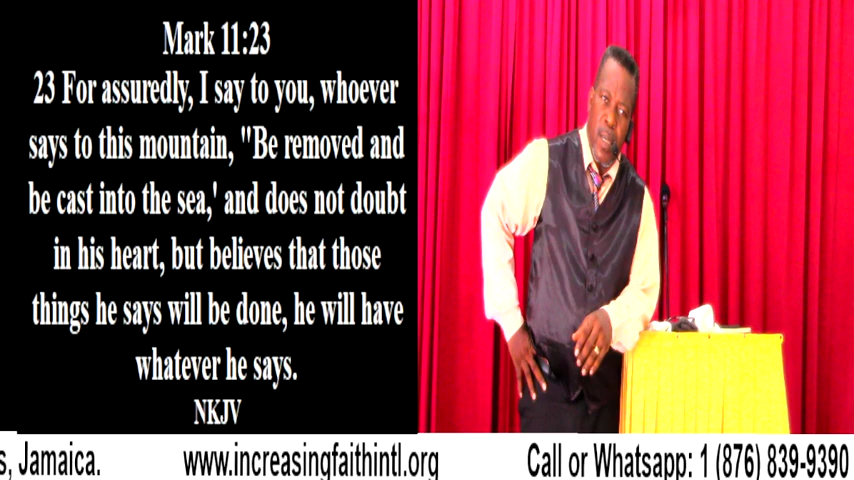 Mark 11:23
23 For assuredly, I say to you, whoever
says to this mountain, "Be removed and
be cast into the sea,' and does not doubt
in his heart, but believes that those
things he says will be done, he will have
whatever he says.
NKJV
s, Jamaica. www.increasingfaithintl.org Call or Whatsapp: 1 (876) 839-9390